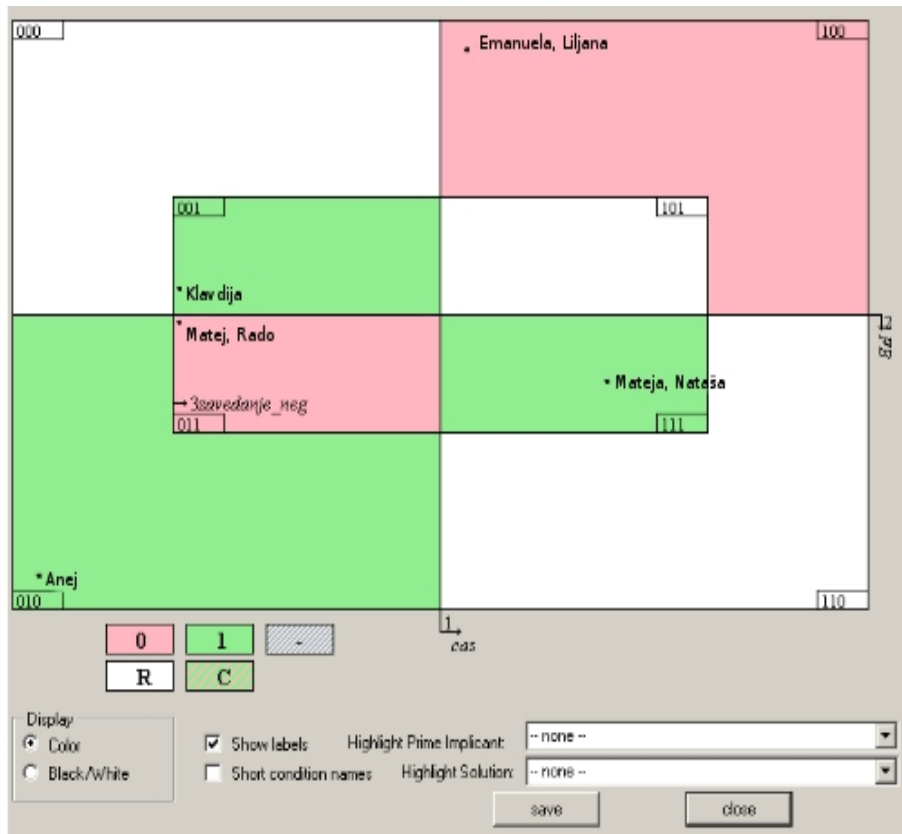 000
100
Emanuela, Liljana
001
101
Klavdija
Matej, Rado
2
FB
Mateja, Nataša
3zavedanje_neg
011
111
Anej
010
110
1
cas
0
1
-
R
C
Display
Color
Black/White
Show labels
Short condition names
Highlight Prime Implicant:
-- none --
Highlight Solution:
-- none --
save
close